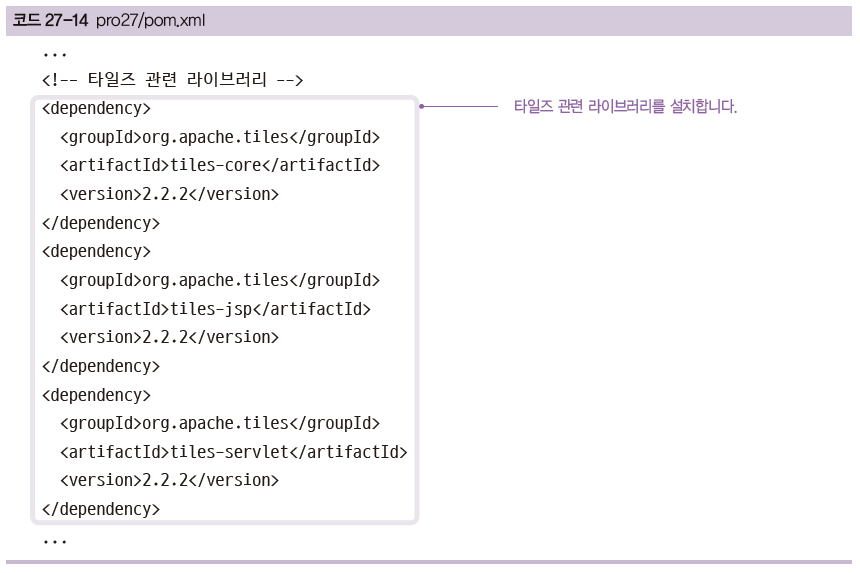 코드 27-14 pro27/pom.xml
...
<!-- 타일즈 관련 라이브러리 -->
<dependency> 타일즈 관련 라이브러리를 설치합니다.
<groupId>org.apache.tiles</groupId>
<artifactId>tiles-core</artifactId>
<version>2.2.2</version>
</dependency>
<dependency>
<groupId>org.apache.tiles</groupId>
<artifactId>tiles-jsp</artifactId>
<version>2.2.2</version>
</dependency>
<dependency>
<groupId>org.apache.tiles</groupId>
<artifactId>tiles-servlet</artifactId>
<version>2.2.2</version>
</dependency>
...